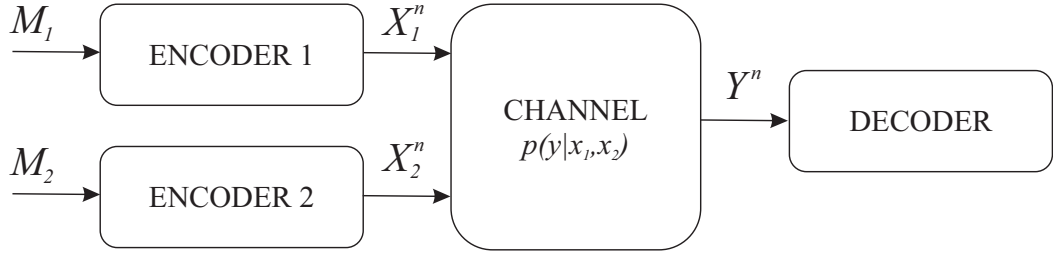 M₁
ENCODER 1
X₁ⁿ
CHANNEL
p(y|x₁,x₂)
Yⁿ
DECODER
M₂
ENCODER 2
X₂ⁿ